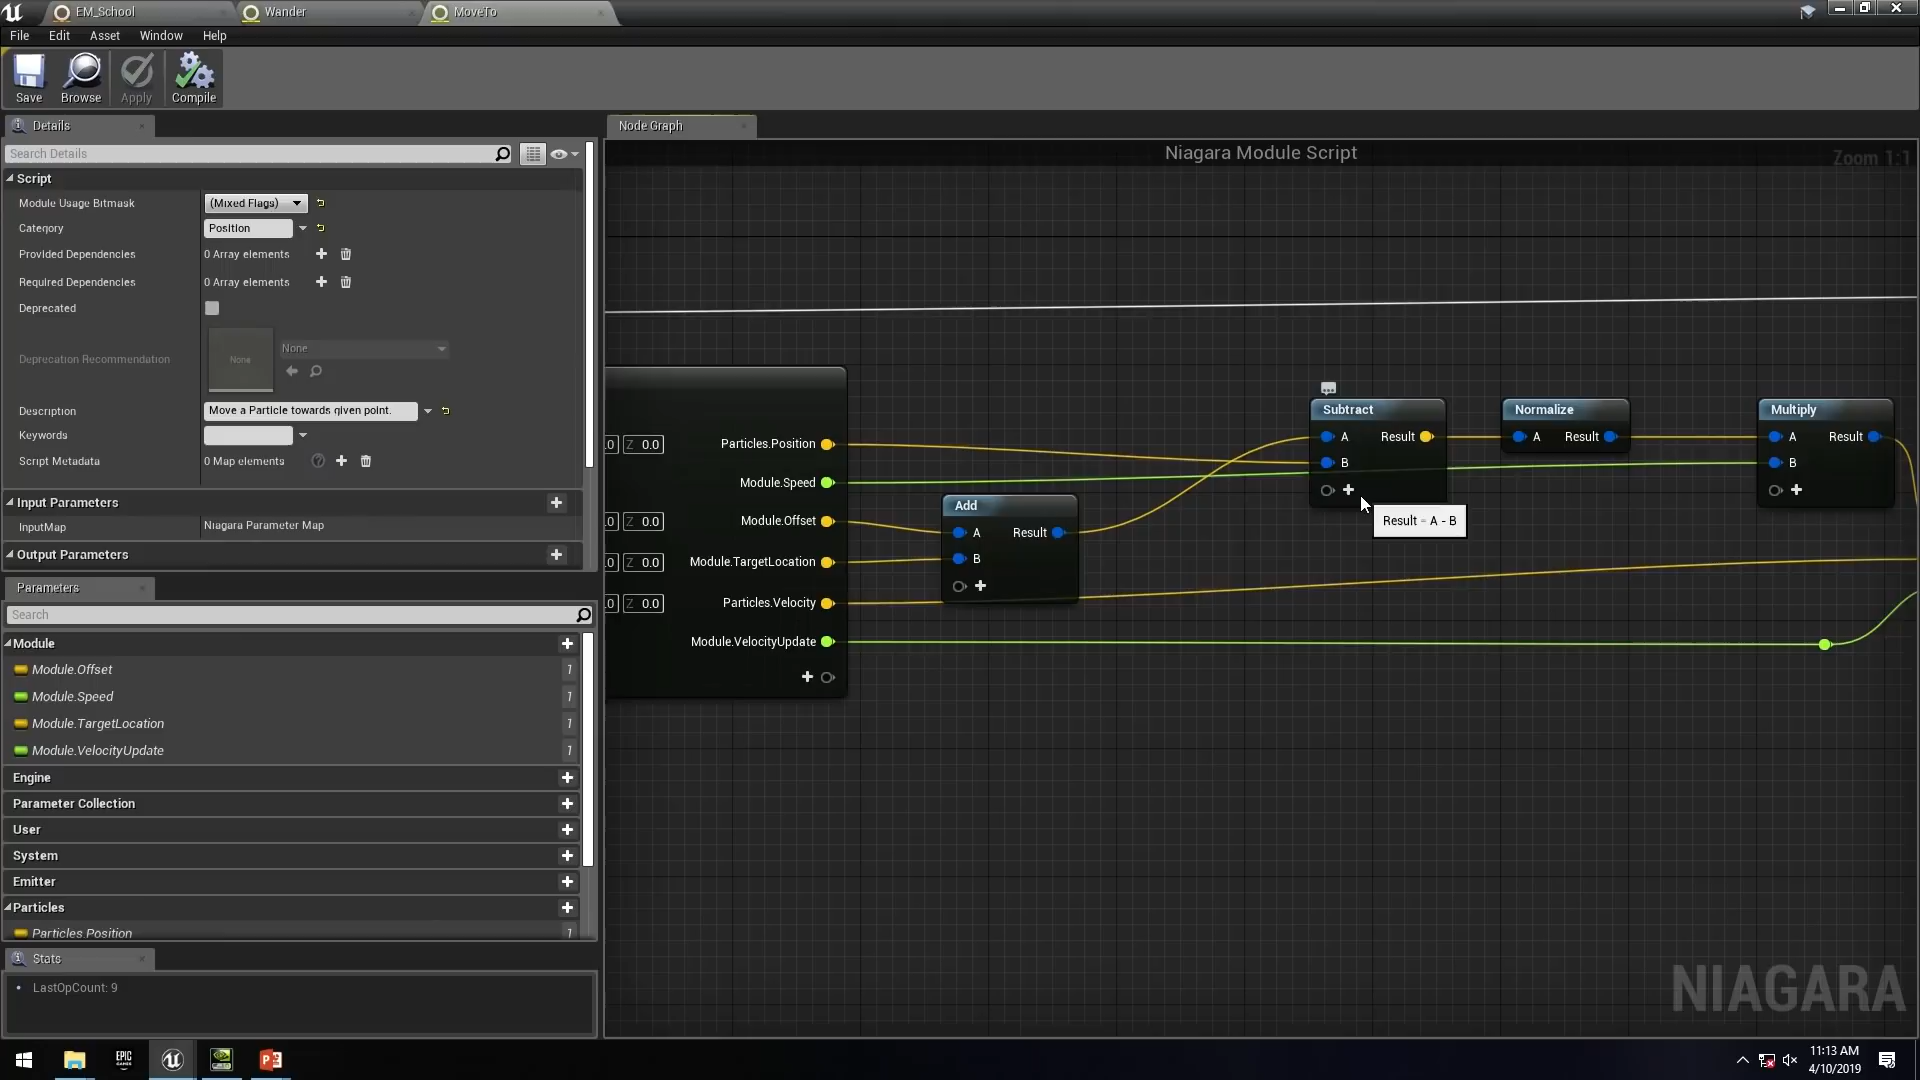 EM_School
Wander
MoveTo
File Edit Asset Window Help
Save Browse Apply Compile
Details
Node Graph
Search Details
Niagara Module Script
Zoom 1:1
Script
Module Usage Bitmask (Mixed Flags)
Category Position
Provided Dependencies 0 Array elements
Required Dependencies 0 Array elements
Deprecated
Deprecation Recommendation None None
Description Move a Particle towards given point.
Keywords
Script Metadata 0 Map elements
Input Parameters
InputMap Niagara Parameter Map
Output Parameters
Parameters
Search
Module
Module.Offset 1
Module.Speed 1
Module.TargetLocation 1
Module.VelocityUpdate 1
Engine
Parameter Collection
User
System
Emitter
Particles
Particles Position 1
Stats
LastOpCount: 9
.0 Z 0.0 Particles.Position
Module.Speed
.0 Z 0.0 Module.Offset
.0 Z 0.0 Module.TargetLocation
.0 Z 0.0 Particles.Velocity
Module.VelocityUpdate
Add
A Result
B
Subtract
A Result
B
Result = A - B
Normalize
A Result
Multiply
A Result
B
NIAGARA
EPIC GAMES
11:13 AM
4/10/2019